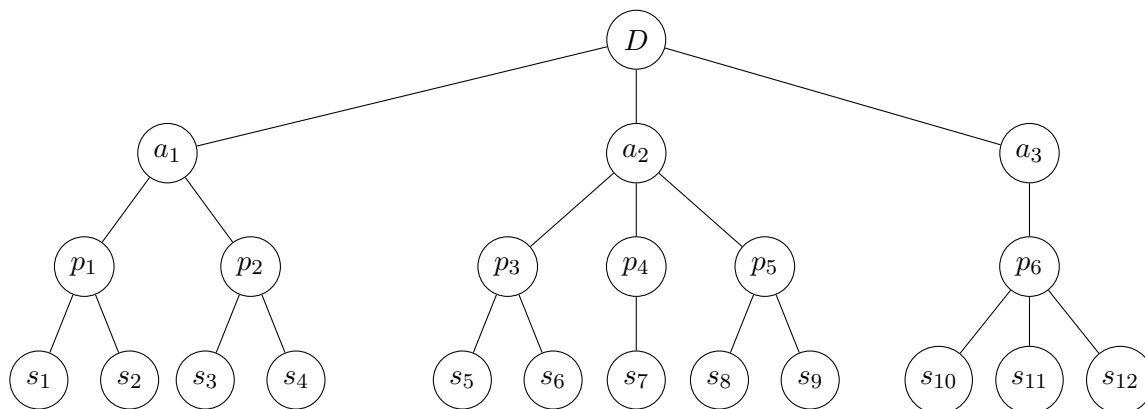 D
a₁ a₂ a₃
p₁ p₂ p₃ p₄ p₅ p₆
s₁ s₂ s₃ s₄ s₅ s₆ s₇ s₈ s₉ s₁₀ s₁₁ s₁₂